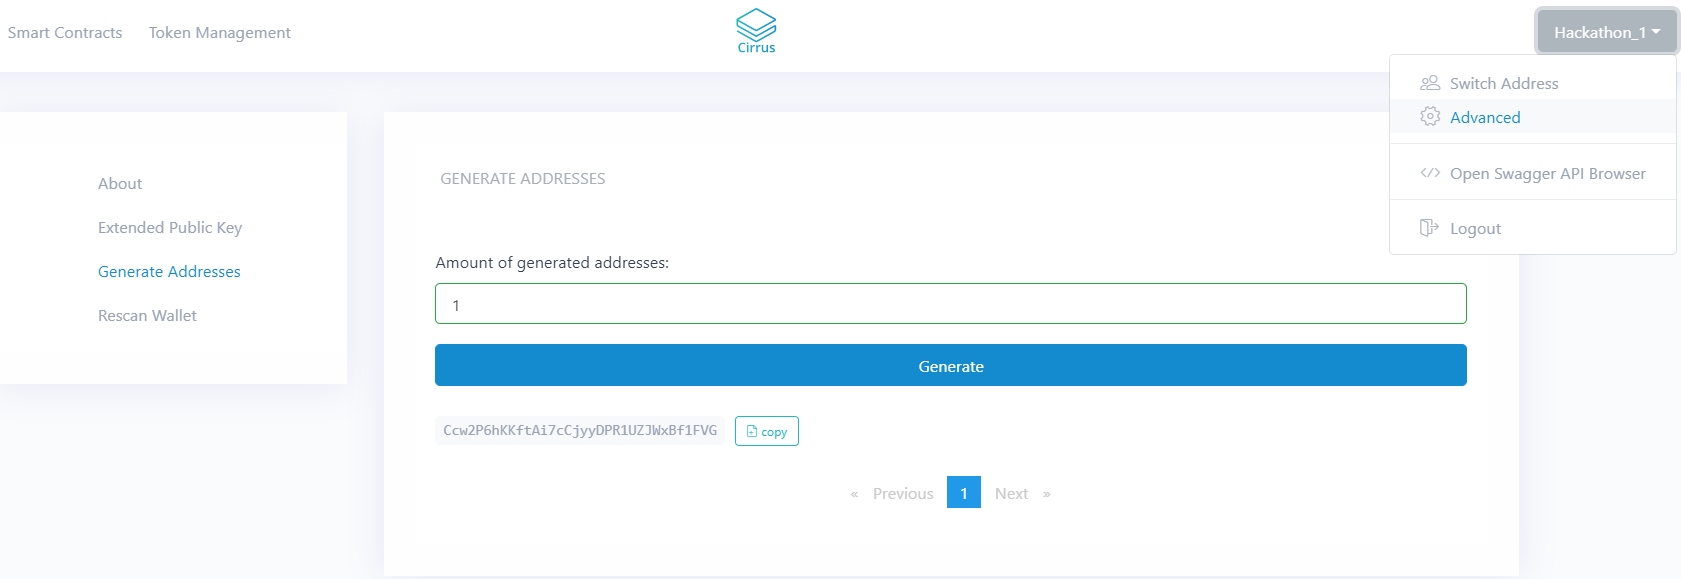 Smart Contracts
Token Management
Cirrus
Hackathon_1
Switch Address
Advanced
Open Swagger API Browser
Logout
About
Extended Public Key
Generate Addresses
Rescan Wallet
GENERATE ADDRESSES
Amount of generated addresses:
1
Generate
Ccw2P6hKKftAi7cCjyyDPR1UZJWxBf1FVG
copy
« Previous 1 Next »